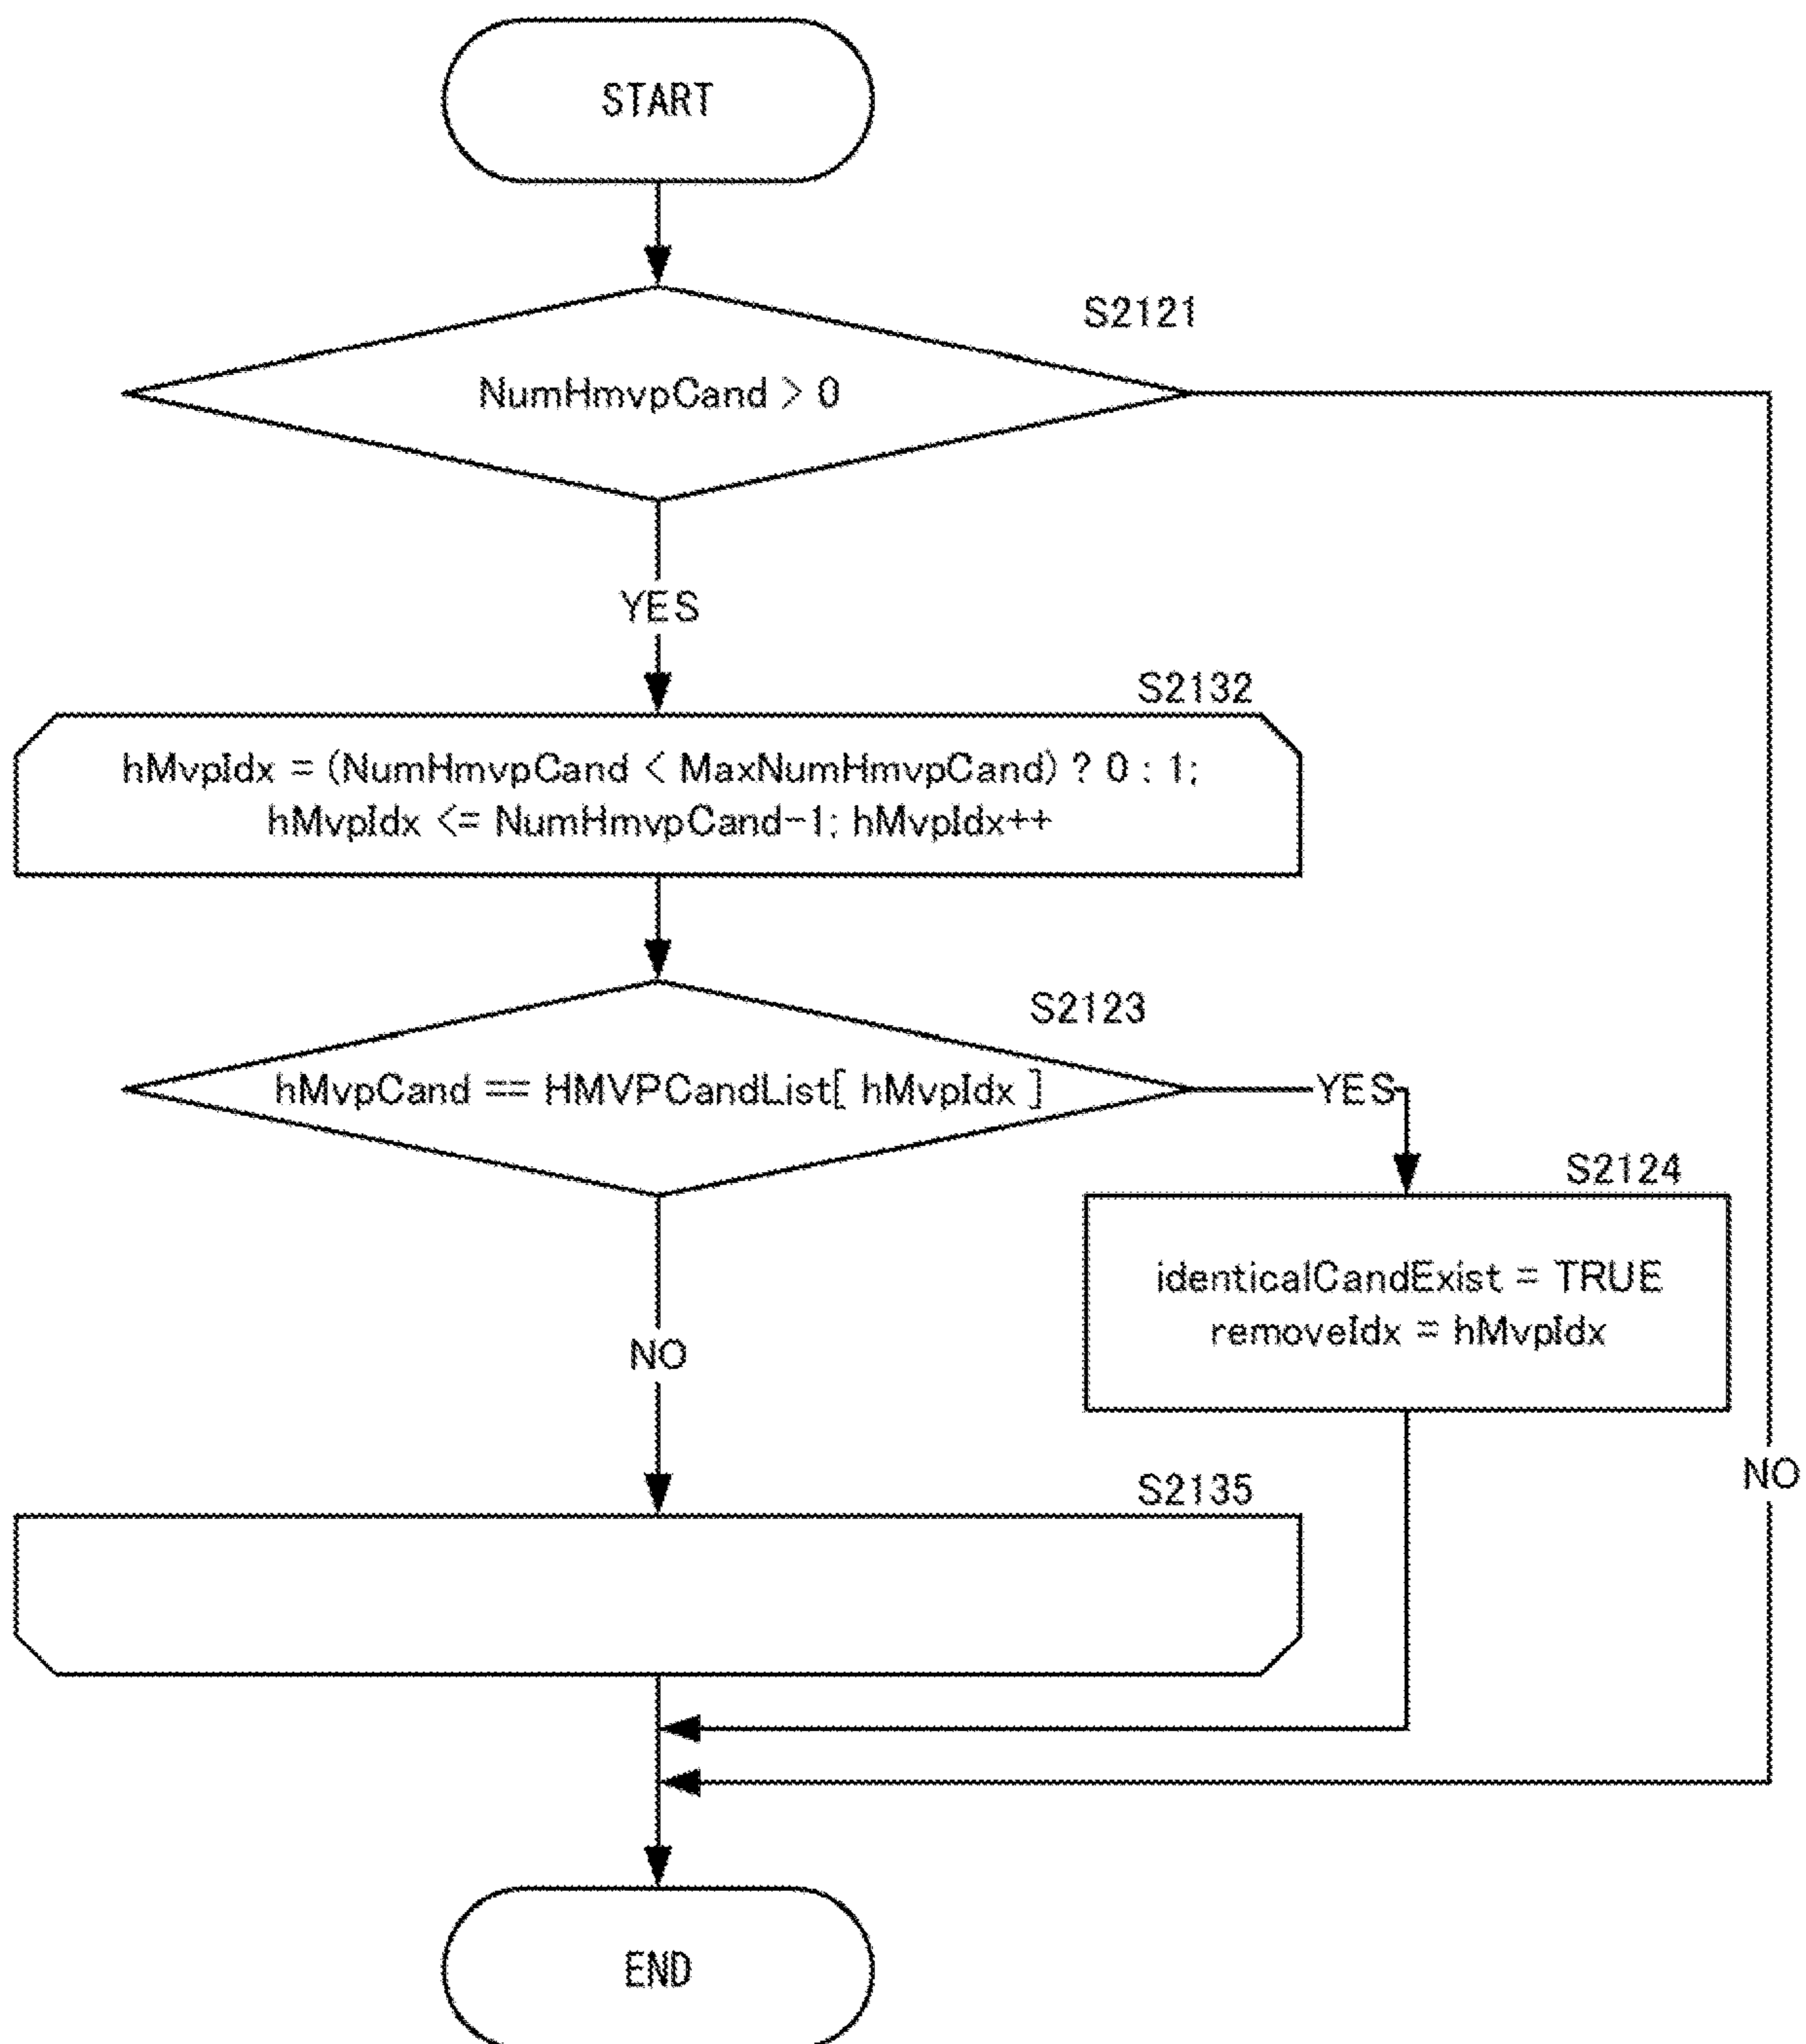 START
S2121
NumHmvpCand > 0
YES
S2132
hMvpIdx = (NumHmvpCand < MaxNumHmvpCand) ? 0 : 1;
hMvpIdx <= NumHmvpCand-1; hMvpIdx++
S2123
hMvpCand == HMVPCandList[ hMvpIdx ]
YES
S2124
identicalCandExist = TRUE
removeIdx = hMvpIdx
NO
NO
S2135
END